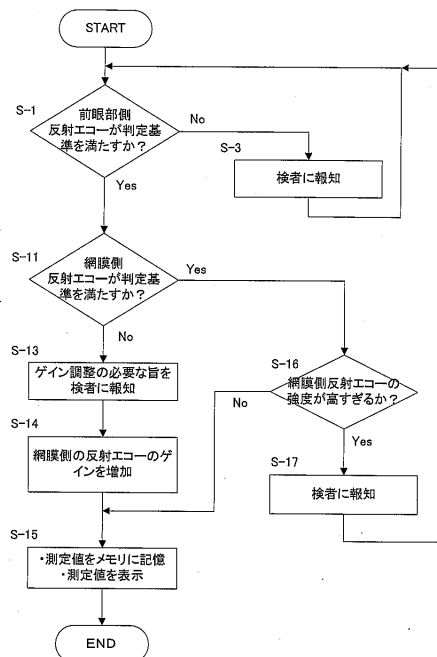 START
S-1
前眼部側
反射エコーが判定基
準を満たすか？
No
S-3
検者に報知
Yes
S-11
網膜側
反射エコーが判定基
準を満たすか？
Yes
No
S-13
ゲイン調整の必要な旨を
検者に報知
S-16
網膜側反射エコーの
強度が高すぎるか？
No
Yes
S-14
網膜側の反射エコーのゲ
インを増加
S-17
検者に報知
S-15
・測定値をメモリに記憶
・測定値を表示
END